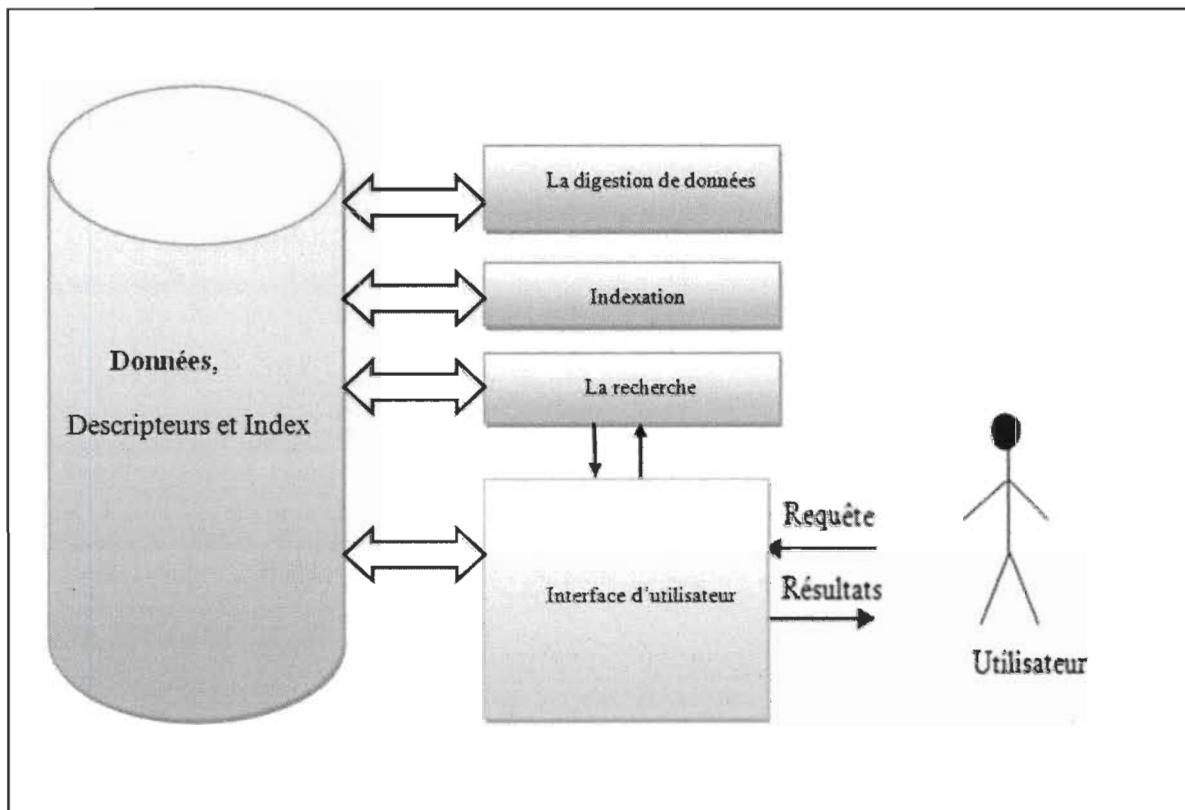 La digestion de données
Indexation
La recherche
Données,
Descripteurs et Index
Interface d'utilisateur
Requête
Résultats
Utilisateur